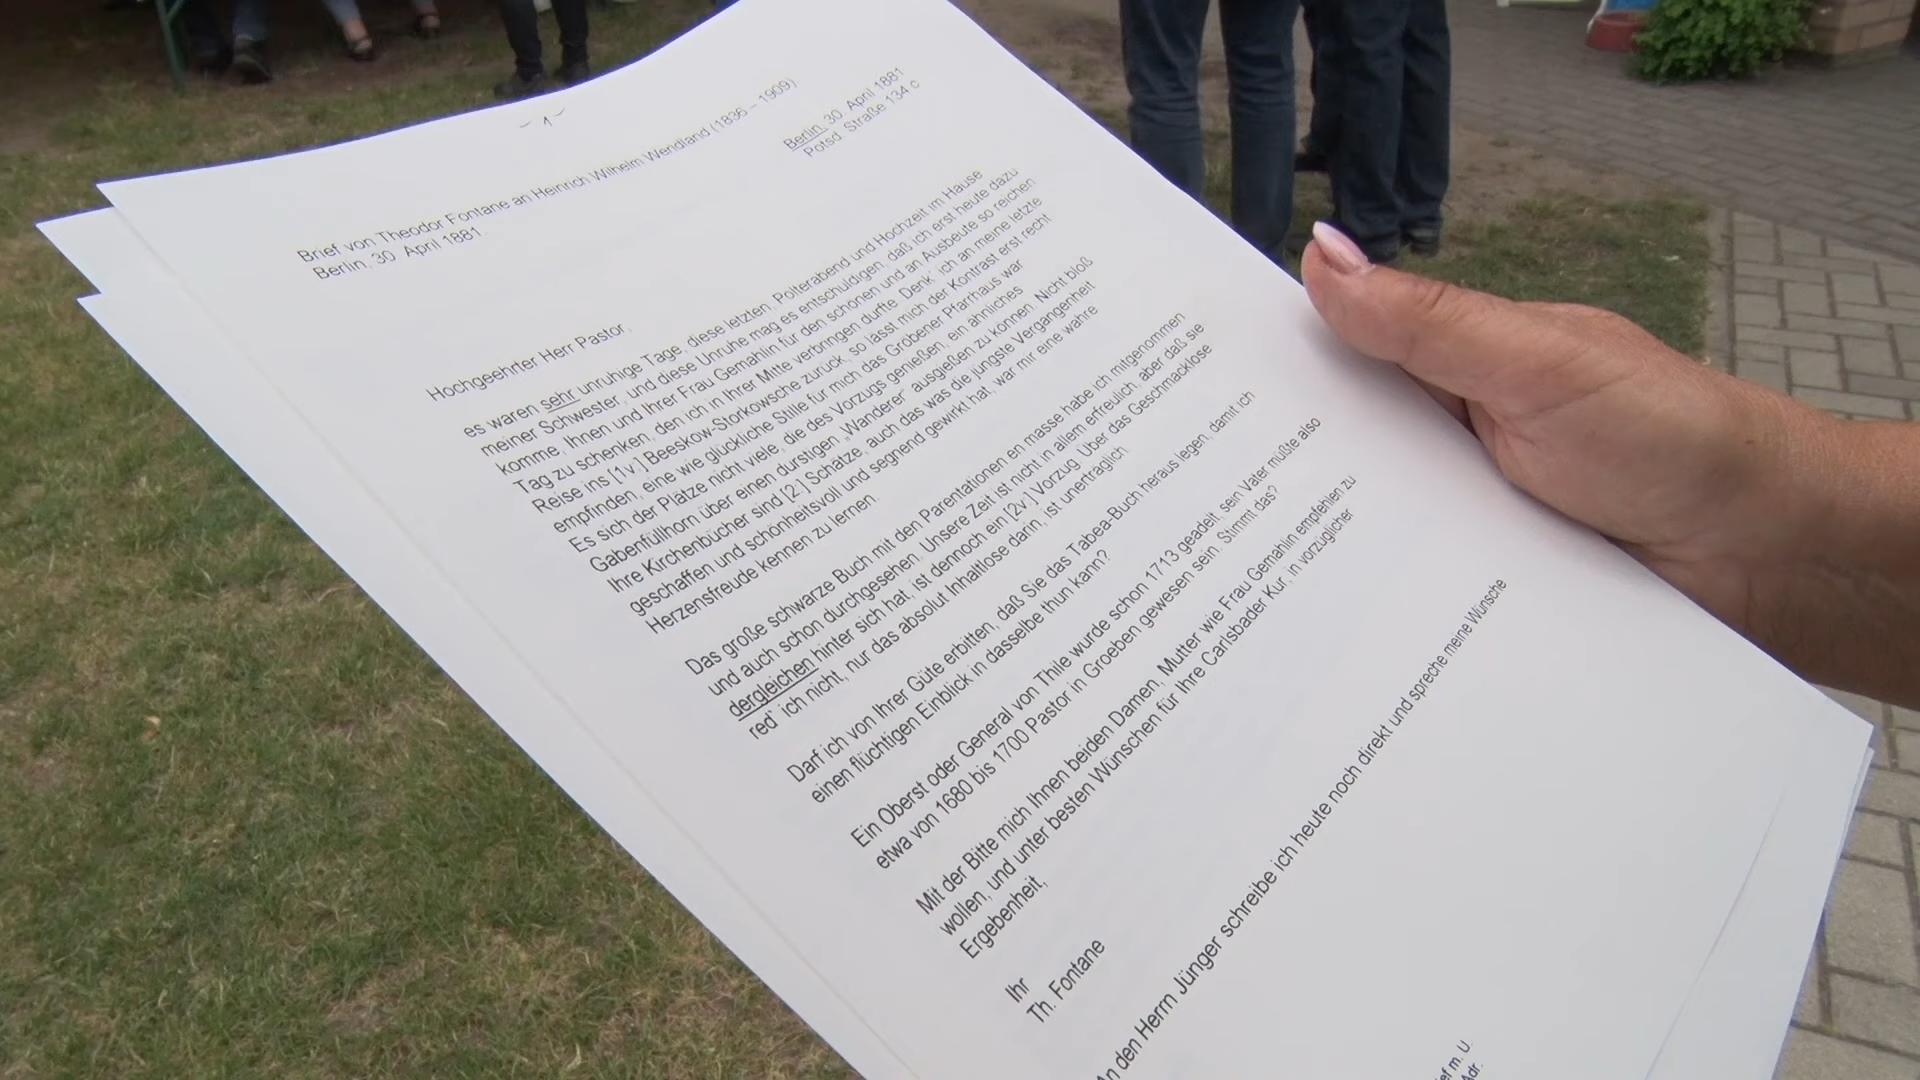 - 1 -
Brief von Theodor Fontane an Heinrich Wilhelm Wendland (1836 – 1909)
Berlin, 30. April 1881
Berlin, 30. April 1881
Potsd. Straße 134 c
Hochgeehrter Herr Pastor,
es waren sehr unruhige Tage, diese letzten, Polterabend und Hochzeit im Hause
meiner Schwester, und diese Unruhe mag es entschuldigen, daß ich erst heute dazu
komme, Ihnen und Ihrer Frau Gemahlin für den schönen und an Ausbeute so reichen
Tag zu schenken, den ich in Ihrer Mitte verbringen durfte. Denk' ich an meine letzte
Reise ins [1v.] Beeskow-Storkowsche zurück, so lässt mich der Kontrast erst recht
empfinden, eine wie glückliche Stille für mich das Gröbener Pfarrhaus war
Es sich der Plätze nicht viele, die des Vorzugs genießen, ein ähnliches
Gabenfüllhorn über einen durstigen „Wanderer" ausgießen zu können. Nicht bloß
Ihre Kirchenbücher sind [2.] Schätze, auch das was die jüngste Vergangenheit
geschaffen und schönheitsvoll und segnend gewirkt hat, war mir eine wahre
Herzensfreude kennen zu lernen.
Das große schwarze Buch mit den Parentationen en masse habe ich mitgenommen
und auch schon durchgesehen. Unsere Zeit ist nicht in allem erfreulich, aber daß sie
dergleichen hinter sich hat, ist dennoch ein [2v.] Vorzug. Über das Geschmacklose
red' ich nicht, nur das absolut Inhaltlose darin, ist unerträglich.
Darf ich von Ihrer Güte erbitten, daß Sie das Tabea-Buch heraus legen, damit ich
einen flüchtigen Einblick in dasselbe thun kann?
Ein Oberst oder General von Thile wurde schon 1713 geadelt, sein Vater müßte also
etwa von 1680 bis 1700 Pastor in Groeben gewesen sein. Stimmt das?
Mit der Bitte mich Ihnen beiden Damen, Mutter wie Frau Gemahlin empfehlen zu
wollen, und unter besten Wünschen für Ihre Carlsbader Kur, in vorzüglicher
Ergebenheit,
Ihr
Th. Fontane
An den Herrn Jünger schreibe ich heute noch direkt und spreche meine Wünsche